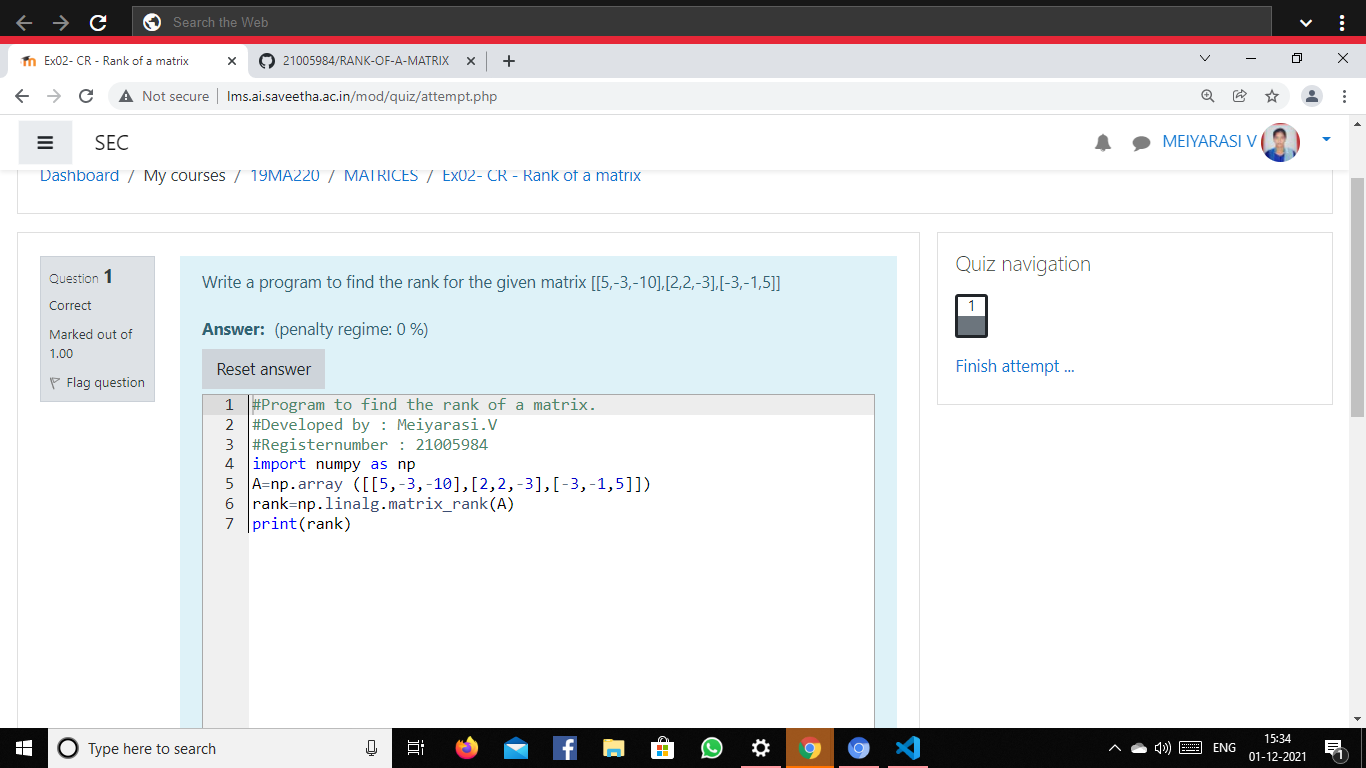 Search the Web
Ex02- CR - Rank of a matrix
21005984/RANK-OF-A-MATRIX
Not secure
lms.ai.saveetha.ac.in/mod/quiz/attempt.php
SEC
MEIYARASI V
Dashboard / My courses / 19MA220 / MATRICES / Ex02- CR - Rank of a matrix
Question 1
Correct
Marked out of
1.00
Flag question
Write a program to find the rank for the given matrix [[5,-3,-10],[2,2,-3],[-3,-1,5]]
Answer: (penalty regime: 0 %)
Reset answer
1 #Program to find the rank of a matrix.
2 #Developed by : Meiyarasi.V
3 #Registernumber : 21005984
4 import numpy as np
5 A=np.array ([[5,-3,-10],[2,2,-3],[-3,-1,5]])
6 rank=np.linalg.matrix_rank(A)
7 print(rank)
Quiz navigation
1
Finish attempt ...
Type here to search
ENG
15:34
01-12-2021
1